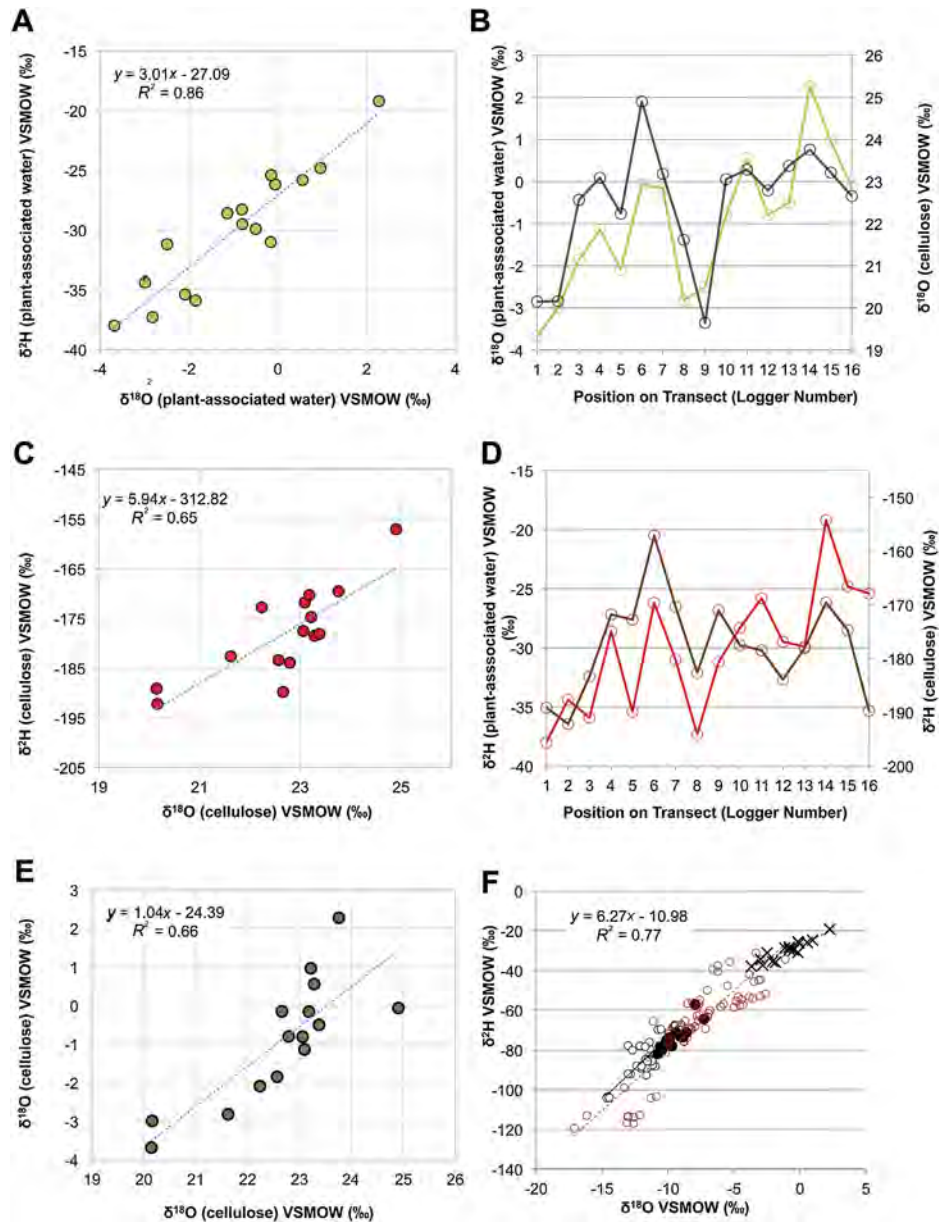 A
y = 3.01x - 27.09
R² = 0.86
δ²H (plant-associated water) VSMOW (‰)
-15
-20
-25
-30
-35
-40
-4
-2
0
2
4
2
δ¹⁸O (plant-associated water) VSMOW (‰)
B
δ¹⁸O (plant-asssociated water) VSMOW (‰)
3
2
1
0
-1
-2
-3
-4
26
25
24
23
22
21
20
19
δ¹⁸O (cellulose) VSMOW (‰)
1 2 3 4 5 6 7 8 9 10 11 12 13 14 15 16
Position on Transect (Logger Number)
C
y = 5.94x - 312.82
R² = 0.65
δ²H (cellulose) VSMOW (‰)
-145
-155
-165
-175
-185
-195
-205
19
21
23
25
δ¹⁸O (cellulose) VSMOW (‰)
D
δ²H (plant-asssociated water) VSMOW
(‰)
-15
-20
-25
-30
-35
-40
-150
-160
-170
-180
-190
-200
δ²H (cellulose) VSMOW (‰)
1 2 3 4 5 6 7 8 9 10 11 12 13 14 15 16
Position on Transect (Logger Number)
E
y = 1.04x - 24.39
R² = 0.66
δ¹⁸O (cellulose) VSMOW (‰)
3
2
1
0
-1
-2
-3
-4
19 20 21 22 23 24 25 26
δ¹⁸O (cellulose) VSMOW (‰)
F
y = 6.27x - 10.98
R² = 0.77
δ²H VSMOW (‰)
0
-20
-40
-60
-80
-100
-120
-140
-20 -15 -10 -5 0 5
δ¹⁸O VSMOW (‰)